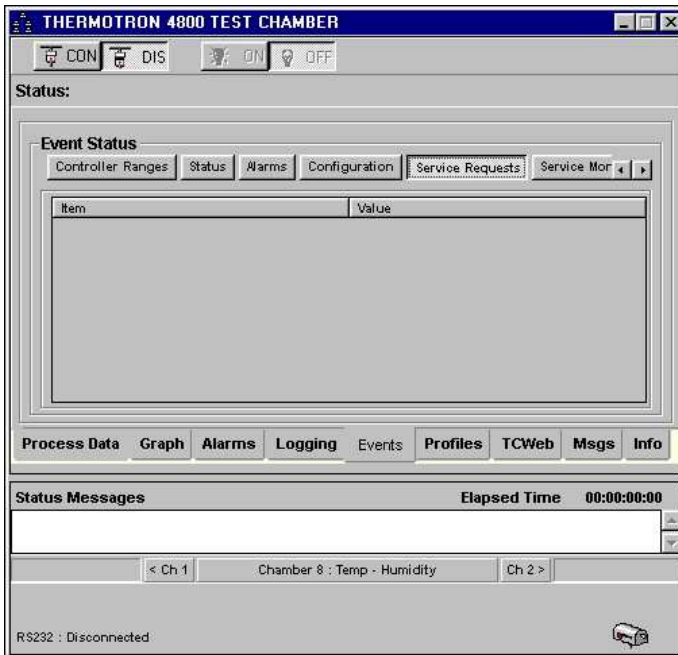 THERMOTRON 4800 TEST CHAMBER
CON DIS ON OFF
Status:
Event Status
Controller Ranges Status Alarms Configuration Service Requests Service Mor
Item Value
Process Data Graph Alarms Logging Events Profiles TCWeb Msgs Info
Status Messages Elapsed Time 00:00:00:00
< Ch 1 Chamber 8 : Temp - Humidity Ch 2 >
RS232 : Disconnected